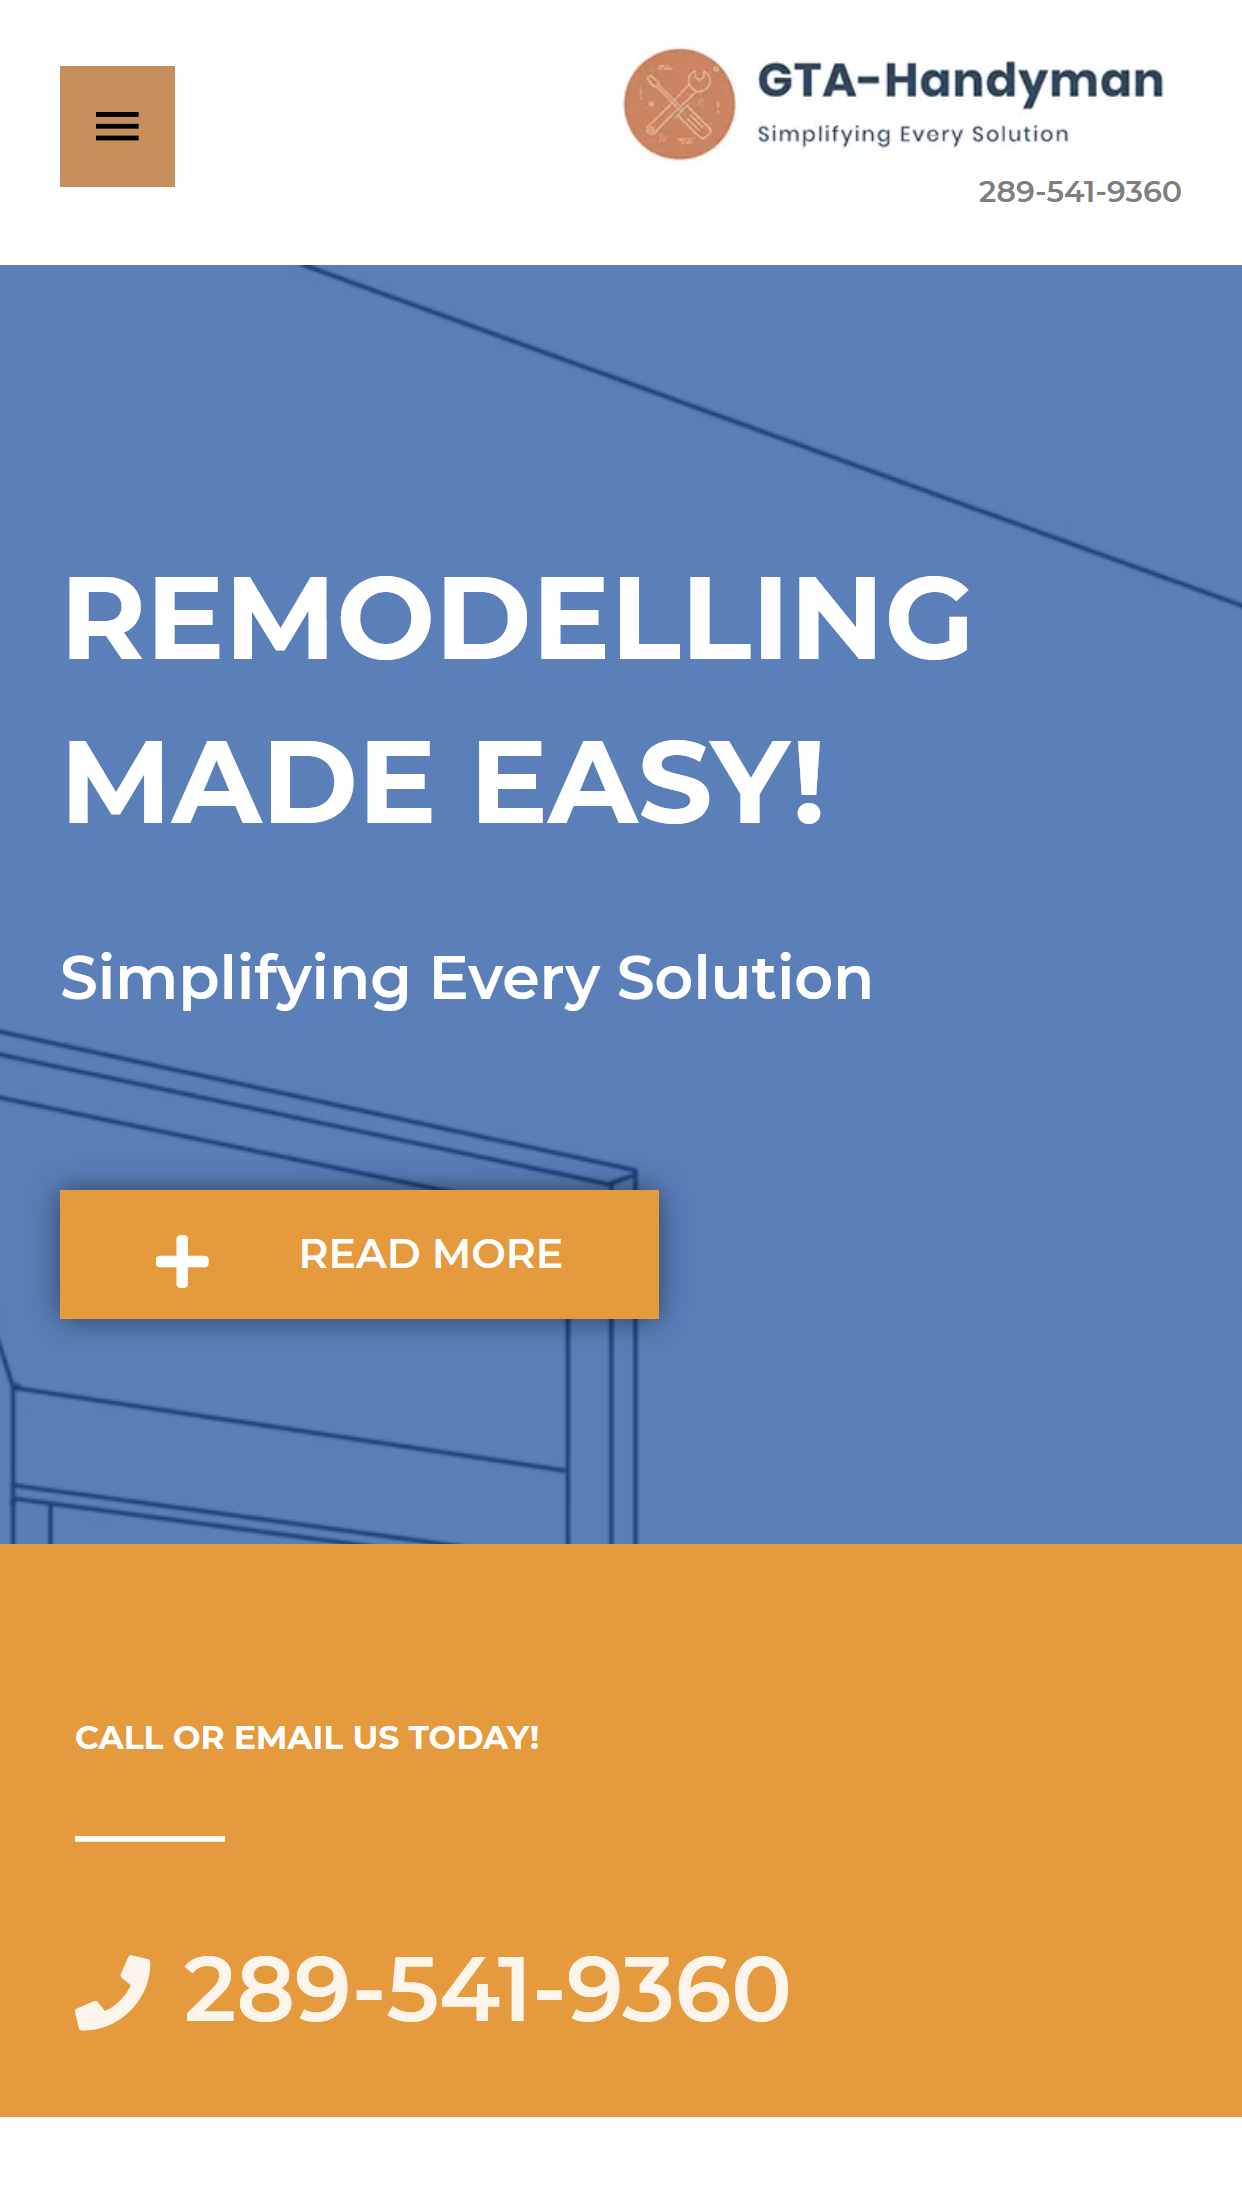 GTA-Handyman
Simplifying Every Solution
289-541-9360
REMODELLING
MADE EASY!
Simplifying Every Solution
READ MORE
CALL OR EMAIL US TODAY!
289-541-9360